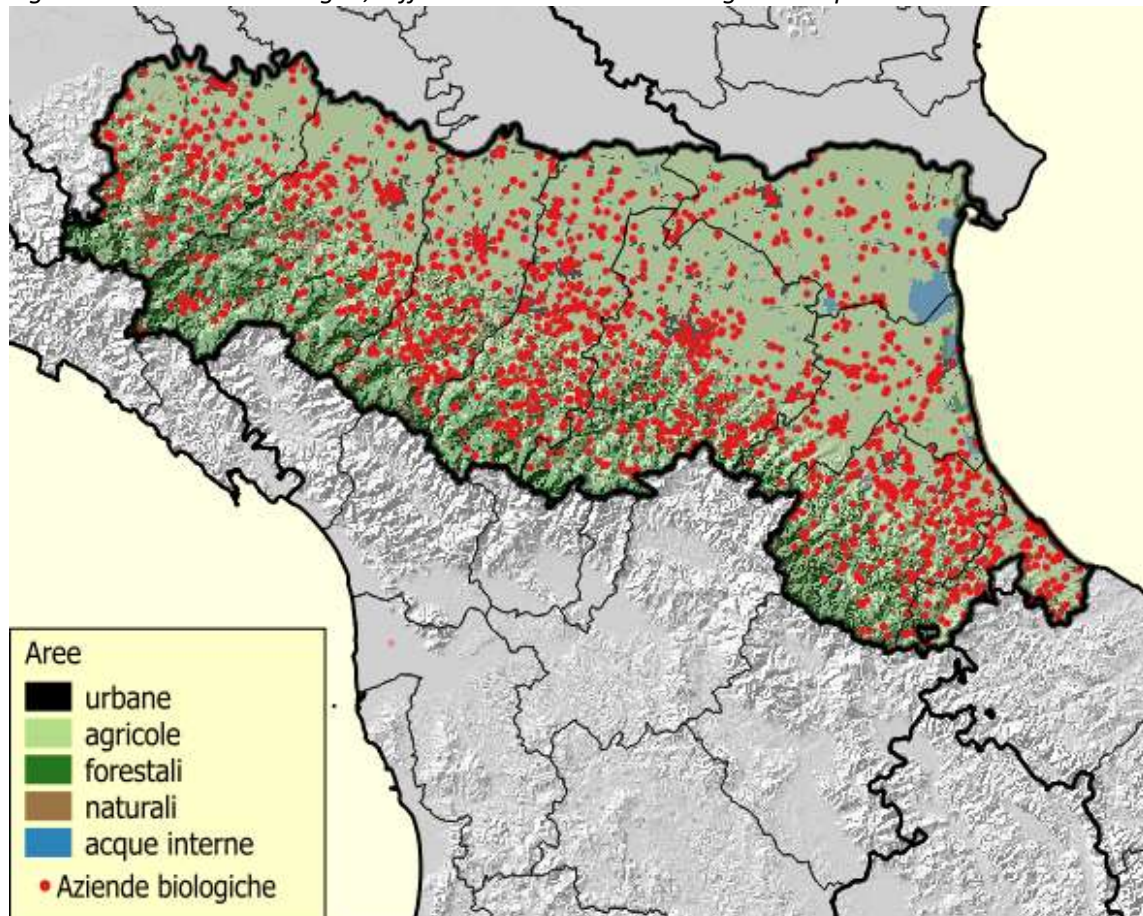 Aree
urbane
agricole
forestali
naturali
acque interne
Aziende biologiche